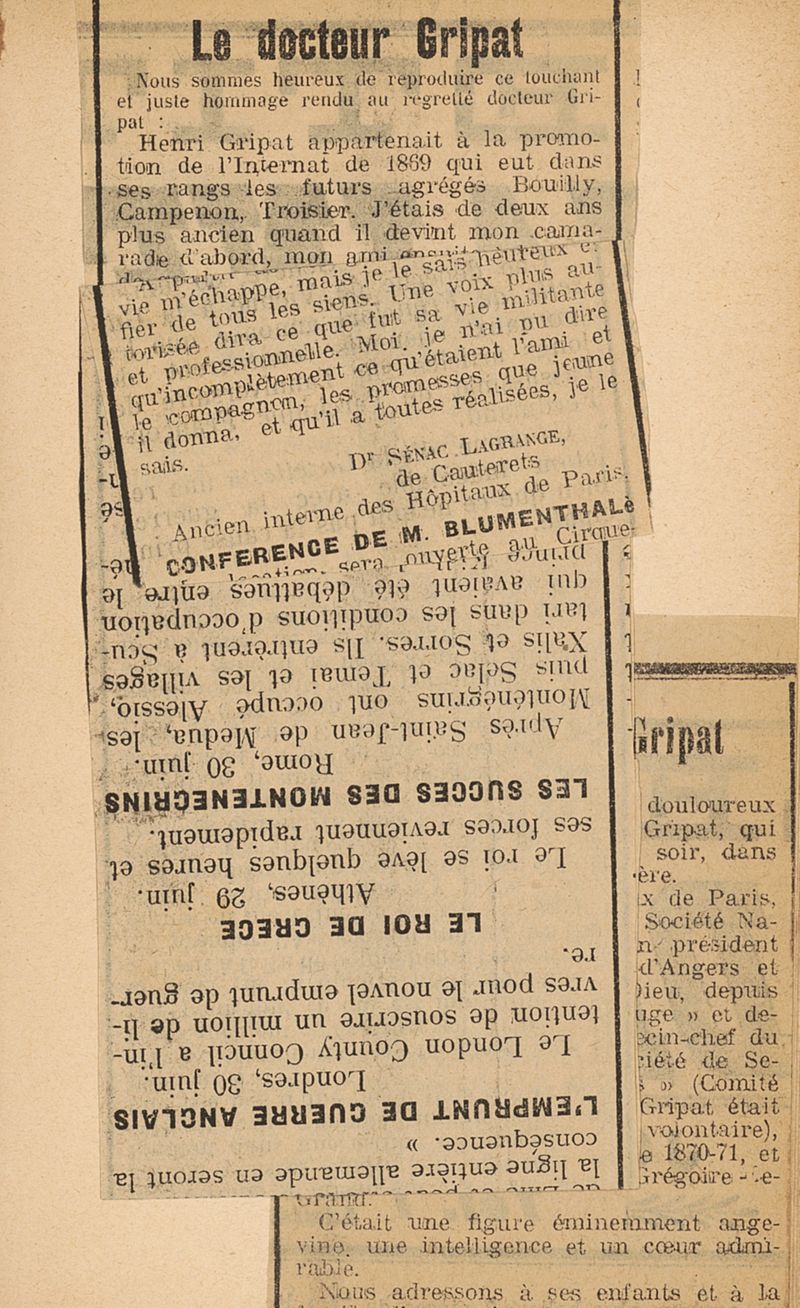 Le docteur Gripat
Nous sommes heureux de reproduire ce touchant
et juste hommage rendu au regretté docteur Gri-
pat :
Henri Gripat appartenait à la promo-
tion de l'Internat de 1869 qui eut dans
ses rangs les futurs agrégés Bouilly,
Campenon, Troisier. J'étais de deux ans
plus ancien quand il devint mon cama-
rade d'abord, mon ami
vie m'échappe, mais je le sais heureux et
fier de tous les siens. Une voix plus au-
torisée dira ce que fut sa vie militante
et professionnelle. Moi, je n'ai pu dire
qu'incomplètement ce qu'étaient l'ami et
le compagnon, les promesses que jeune
il donna, et qu'il a toutes réalisées, je le
sais.
Dr SÉNAC LAGRANGE,
de Cauterets
Ancien interne des Hôpitaux de Paris.
CONFERENCE DE M. BLUMENTHAL
sera ouverte au Cirque-
la ligne entière allemande en seront la
conséquence. »
L'EMPRUNT DE GUERRE ANGLAIS
Londres, 30 juin.
Le London County Council a l'in-
tention de souscrire un million de li-
vres pour le nouvel emprunt de guer-
re.
LE ROI DE GRECE
Athènes, 29 juin.
Le roi se lève quelques heures et
ses forces reviennent rapidement.
LES SUCCES DES MONTENEGRINS
Rome, 30 juin.
Après Saint-Jean de Medua, les
Monténégrins ont occupé Alessio,
puis Selac et Temai et les villages
Xalis et Sorres. Ils entrèrent à Scu-
tari dans les conditions d'occupation
qui avaient été débattues entre le
prince
Gripat
douloureux
Gripat, qui
soir, dans
ère.
x de Paris,
Société Na-
n président
d'Angers et
Dieu, depuis
uge » et de-
ecin-chef du
iété de Se-
s » (Comité
Gripat était
volontaire),
e 1870-71, et
Grégoire-le-
C'était une figure éminemment ange-
vine, une intelligence et un cœur admi-
rable.
Nous adressons à ses enfants et à la